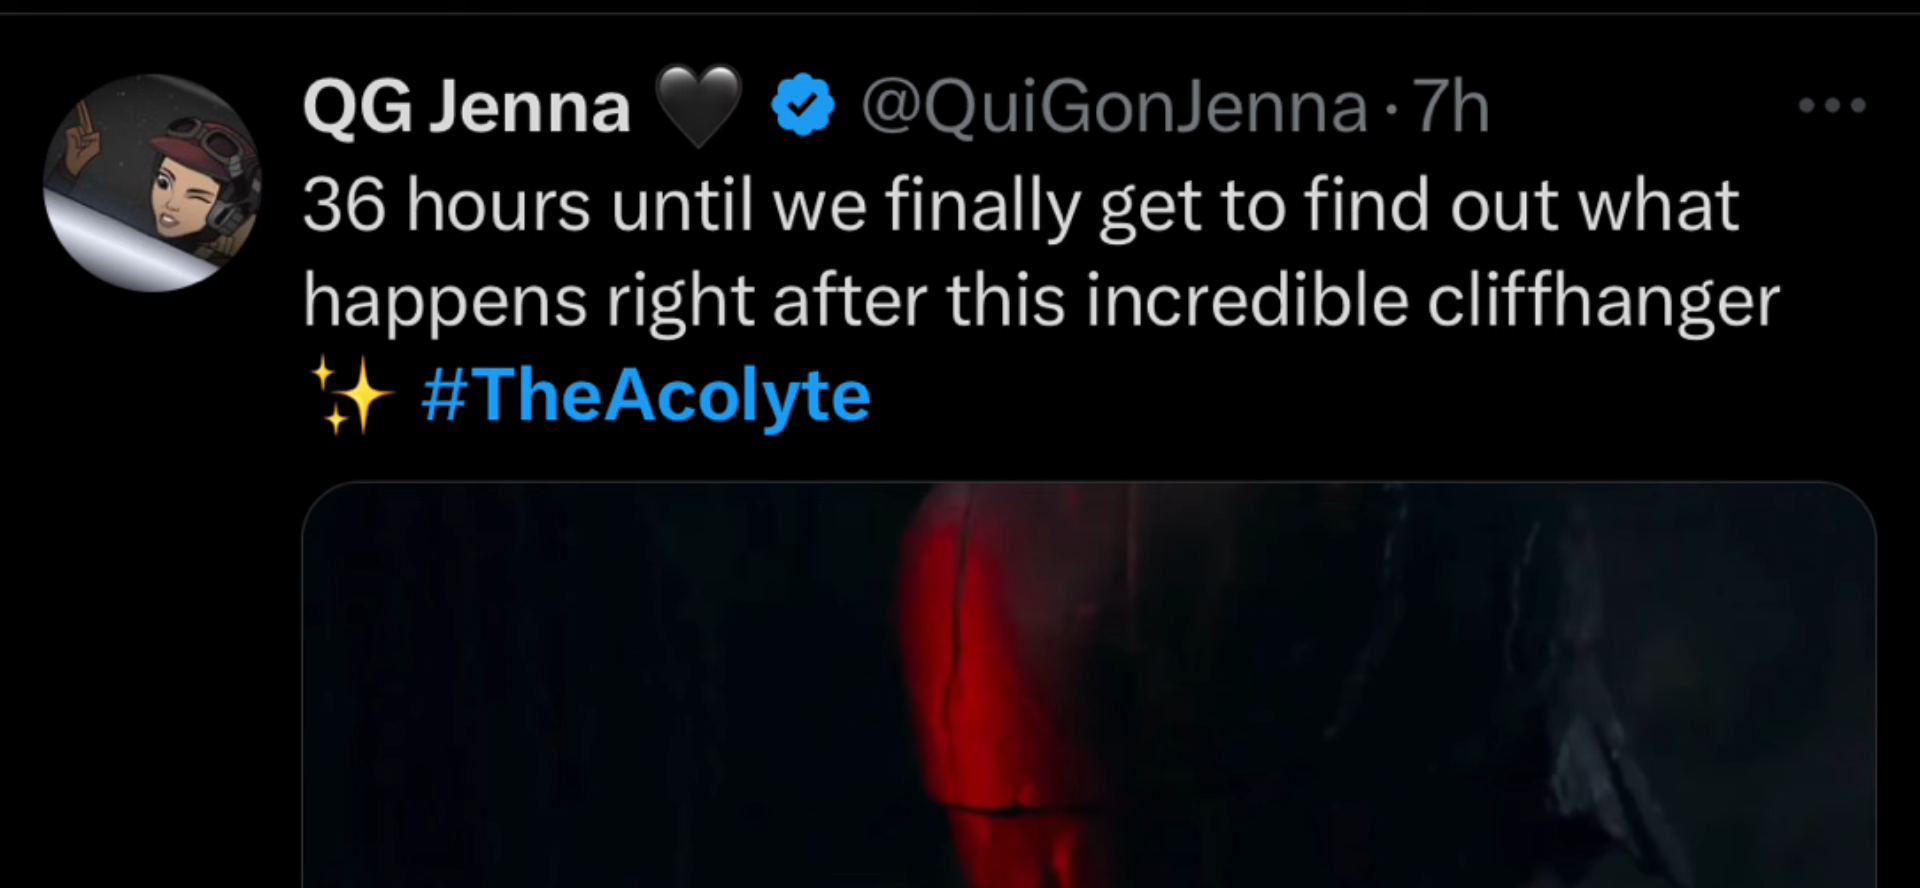 QG Jenna 🖤 @QuiGonJenna · 7h
36 hours until we finally get to find out what
happens right after this incredible cliffhanger
✨ #TheAcolyte